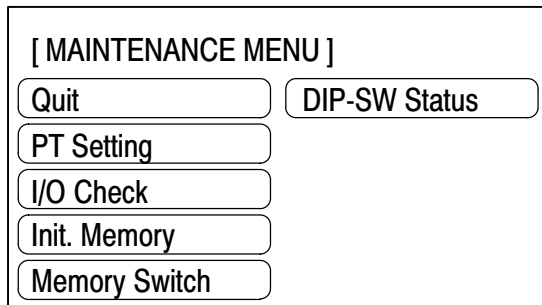 [ MAINTENANCE MENU ]
Quit
DIP-SW Status
PT Setting
I/O Check
Init. Memory
Memory Switch